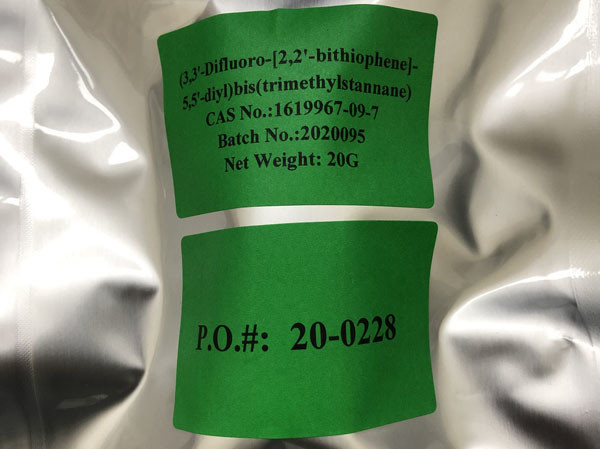 (3,3'-Difluoro-[2,2'-bithiophene]-
5,5'-diyl)bis(trimethylstannane)
CAS No.:1619967-09-7
Batch No.:2020095
Net Weight: 20G
P.O.#: 20-0228